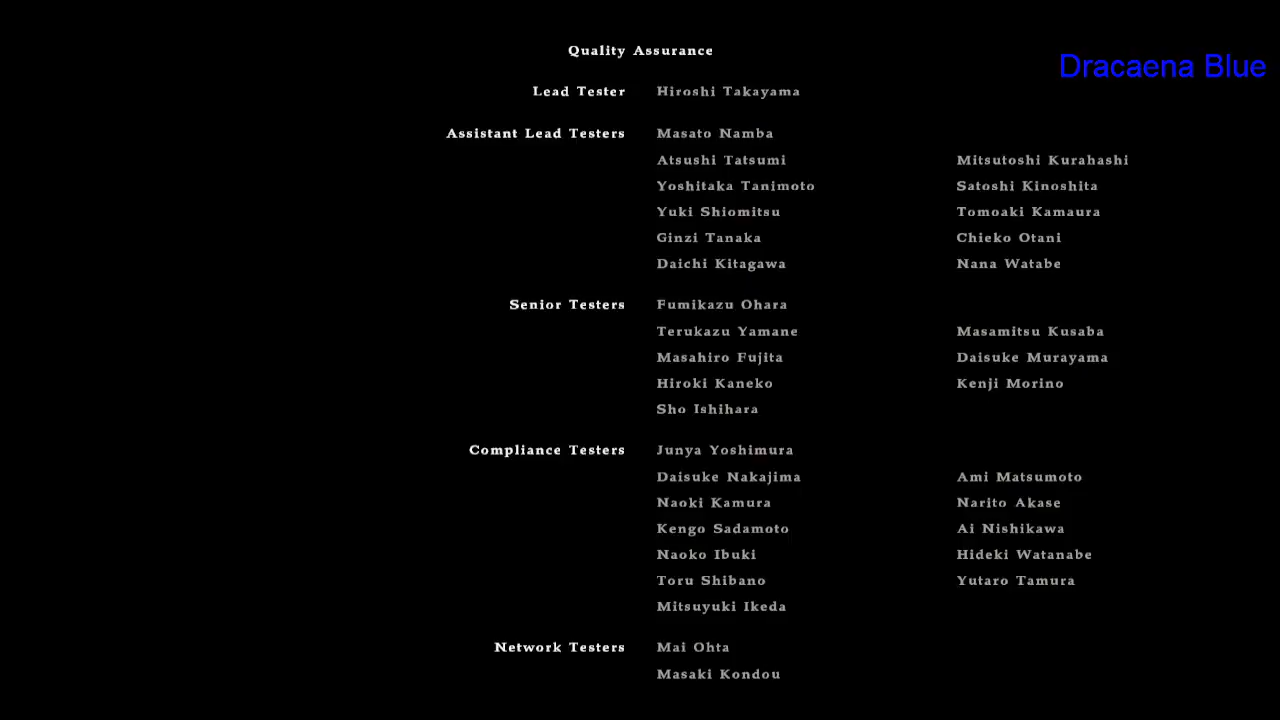 Quality Assurance
Dracaena Blue
Lead Tester Hiroshi Takayama
Assistant Lead Testers Masato Namba
Atsushi Tatsumi Mitsutoshi Kurahashi
Yoshitaka Tanimoto Satoshi Kinoshita
Yuki Shiomitsu Tomoaki Kamaura
Ginzi Tanaka Chieko Otani
Daichi Kitagawa Nana Watabe
Senior Testers Fumikazu Ohara
Terukazu Yamane Masamitsu Kusaba
Masahiro Fujita Daisuke Murayama
Hiroki Kaneko Kenji Morino
Sho Ishihara
Compliance Testers Junya Yoshimura
Daisuke Nakajima Ami Matsumoto
Naoki Kamura Narito Akase
Kengo Sadamoto Ai Nishikawa
Naoko Ibuki Hideki Watanabe
Toru Shibano Yutaro Tamura
Mitsuyuki Ikeda
Network Testers Mai Ohta
Masaki Kondou